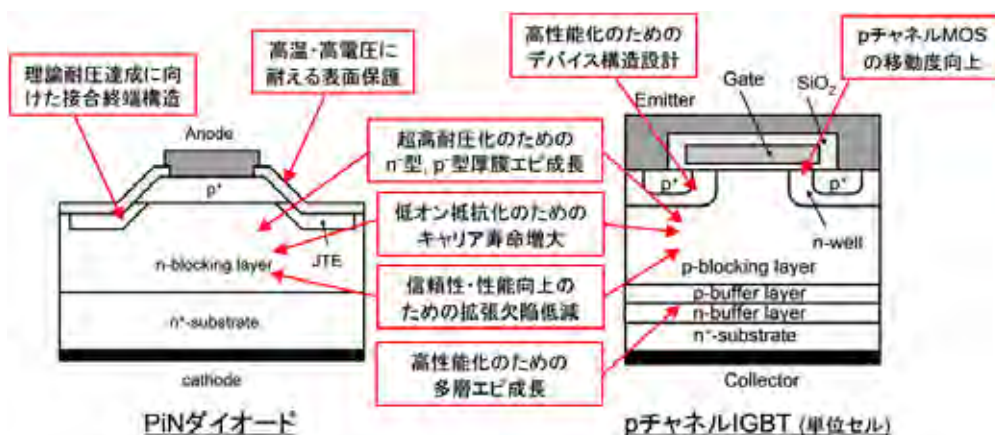 理論耐圧達成に向
けた接合終端構造
高温・高電圧に
耐える表面保護
高性能化のための
デバイス構造設計
pチャネルMOS
の移動度向上
Anode
p⁺
n-blocking layer
JTE
n⁺-substrate
cathode
PiNダイオード
超高耐圧化のための
n⁻型, p⁻型厚膜エピ成長
低オン抵抗化のための
キャリア寿命増大
信頼性・性能向上の
ための拡張欠陥低減
高性能化のための
多層エピ成長
Emitter
Gate
SiO₂
p⁺
p⁺
n-well
p-blocking layer
p-buffer layer
n-buffer layer
n⁺-substrate
Collector
pチャネルIGBT (単位セル)